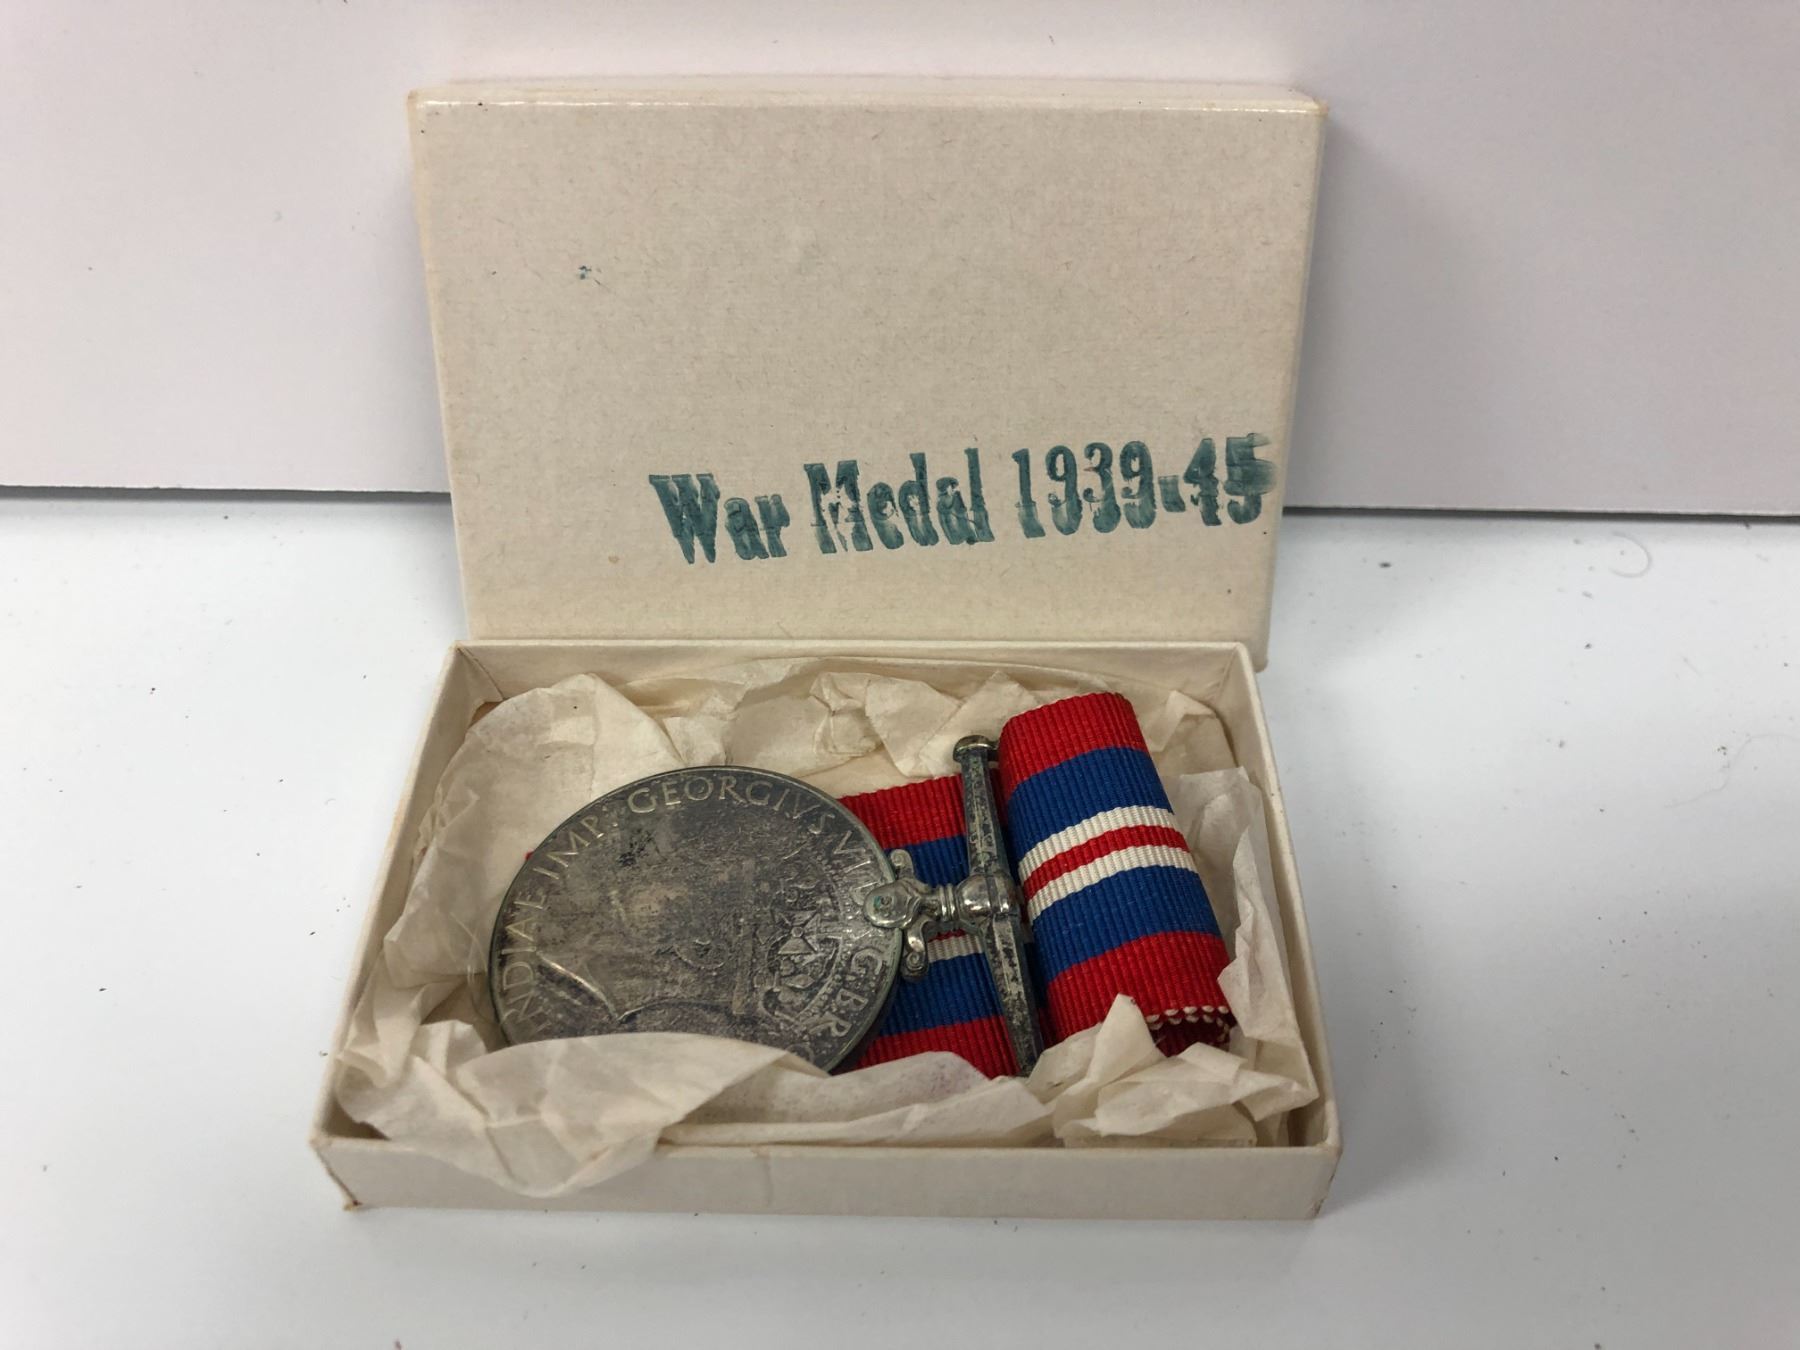 War Medal 1939-45
INDIAE IMP: GEORGIVS VI D: G: BR: